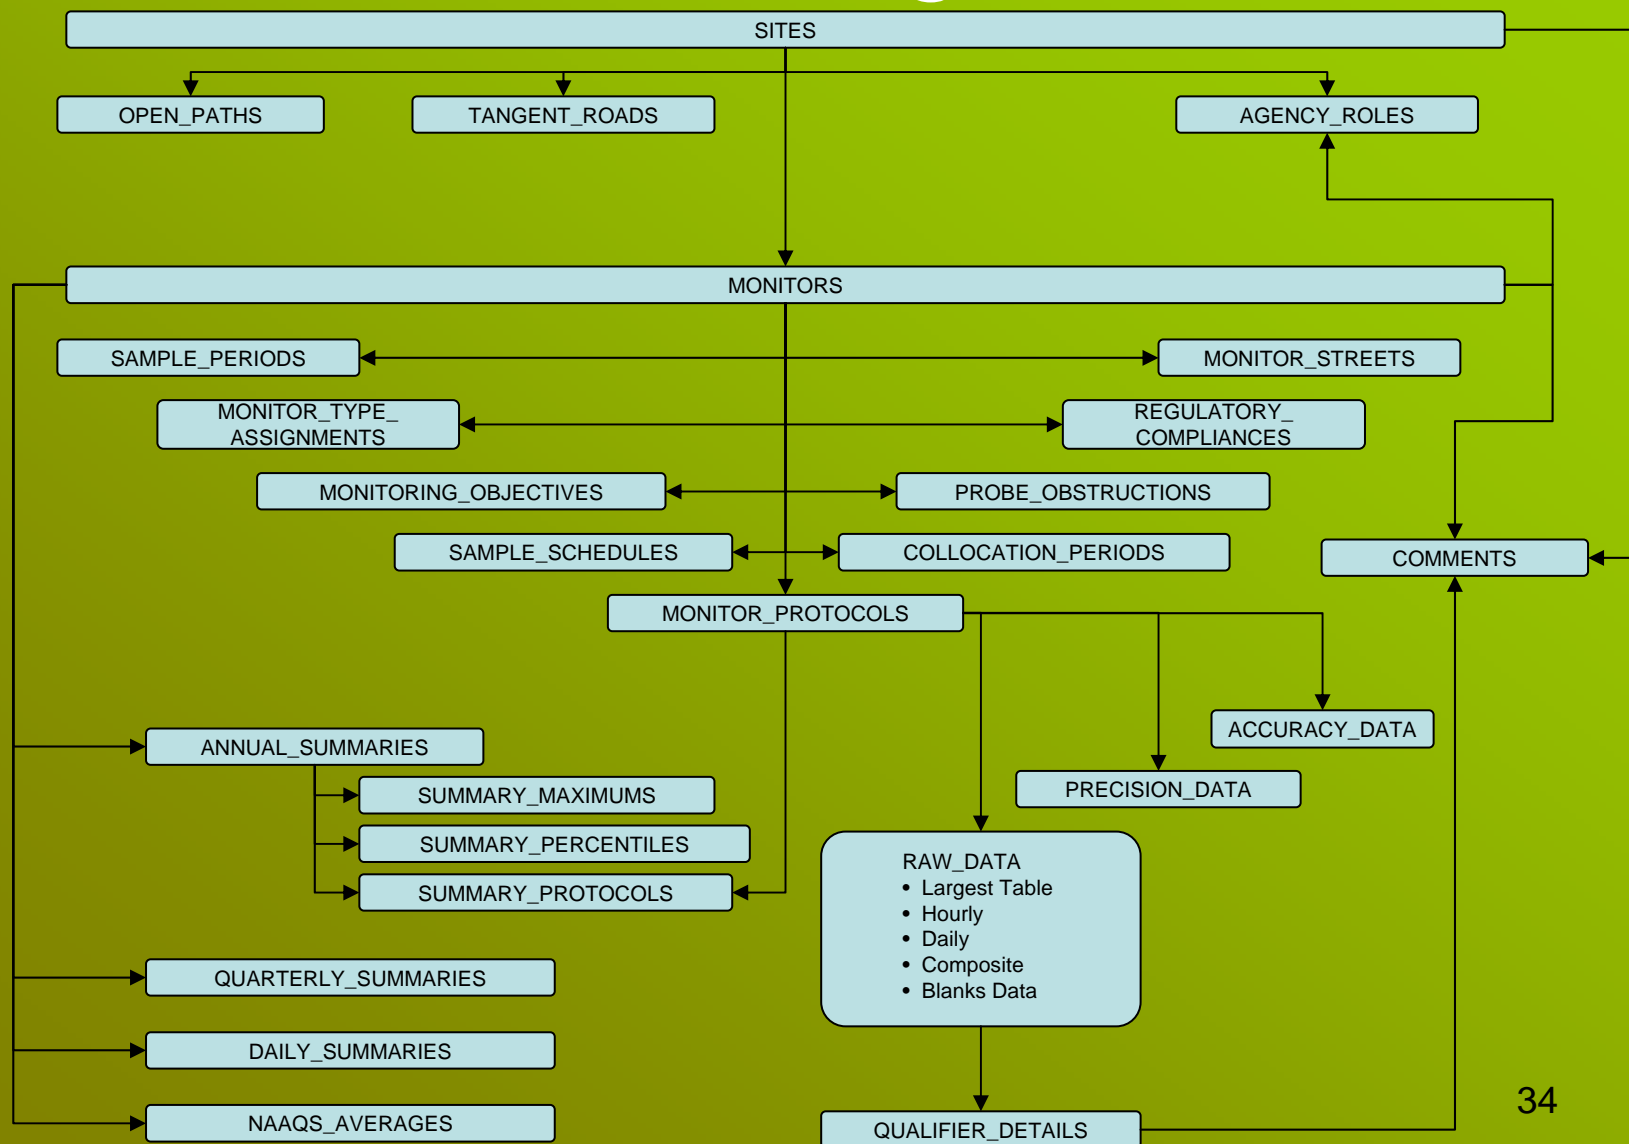 SITES
OPEN_PATHS
TANGENT_ROADS
AGENCY_ROLES
MONITORS
SAMPLE_PERIODS
MONITOR_STREETS
MONITOR_TYPE_
ASSIGNMENTS
REGULATORY_
COMPLIANCES
MONITORING_OBJECTIVES
PROBE_OBSTRUCTIONS
SAMPLE_SCHEDULES
COLLOCATION_PERIODS
COMMENTS
MONITOR_PROTOCOLS
ACCURACY_DATA
ANNUAL_SUMMARIES
PRECISION_DATA
SUMMARY_MAXIMUMS
SUMMARY_PERCENTILES
SUMMARY_PROTOCOLS
RAW_DATA
• Largest Table
• Hourly
• Daily
• Composite
• Blanks Data
QUARTERLY_SUMMARIES
DAILY_SUMMARIES
NAAQS_AVERAGES
QUALIFIER_DETAILS
34